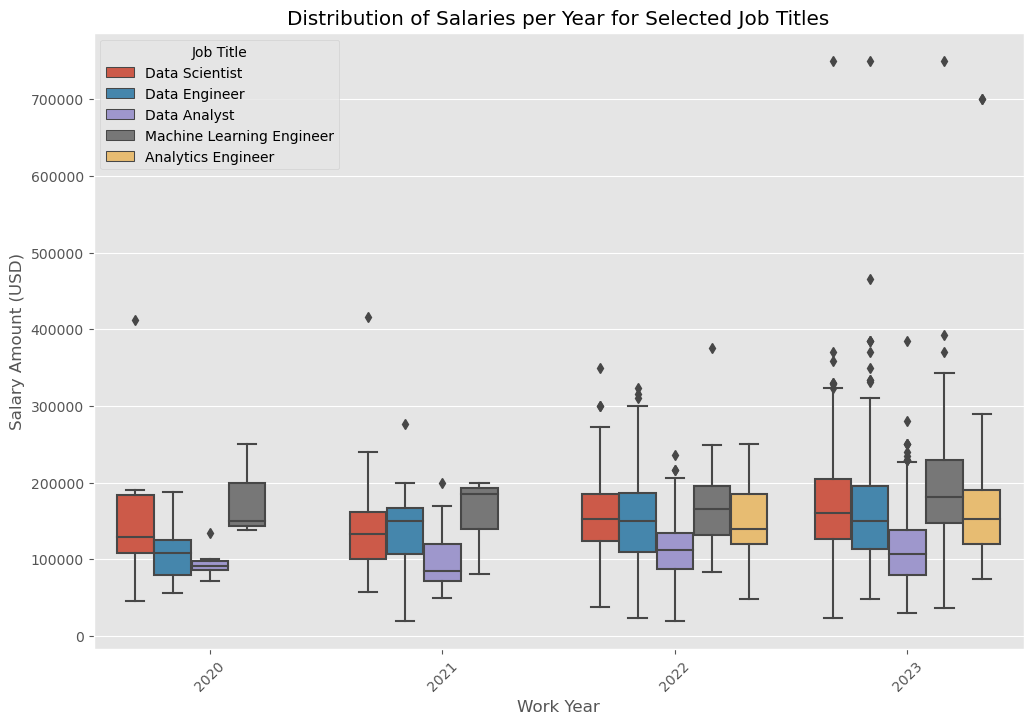 Distribution of Salaries per Year for Selected Job Titles
Job Title
Data Scientist
Data Engineer
Data Analyst
Machine Learning Engineer
Analytics Engineer
Salary Amount (USD)
700000
600000
500000
400000
300000
200000
100000
0
2020
2021
2022
2023
Work Year